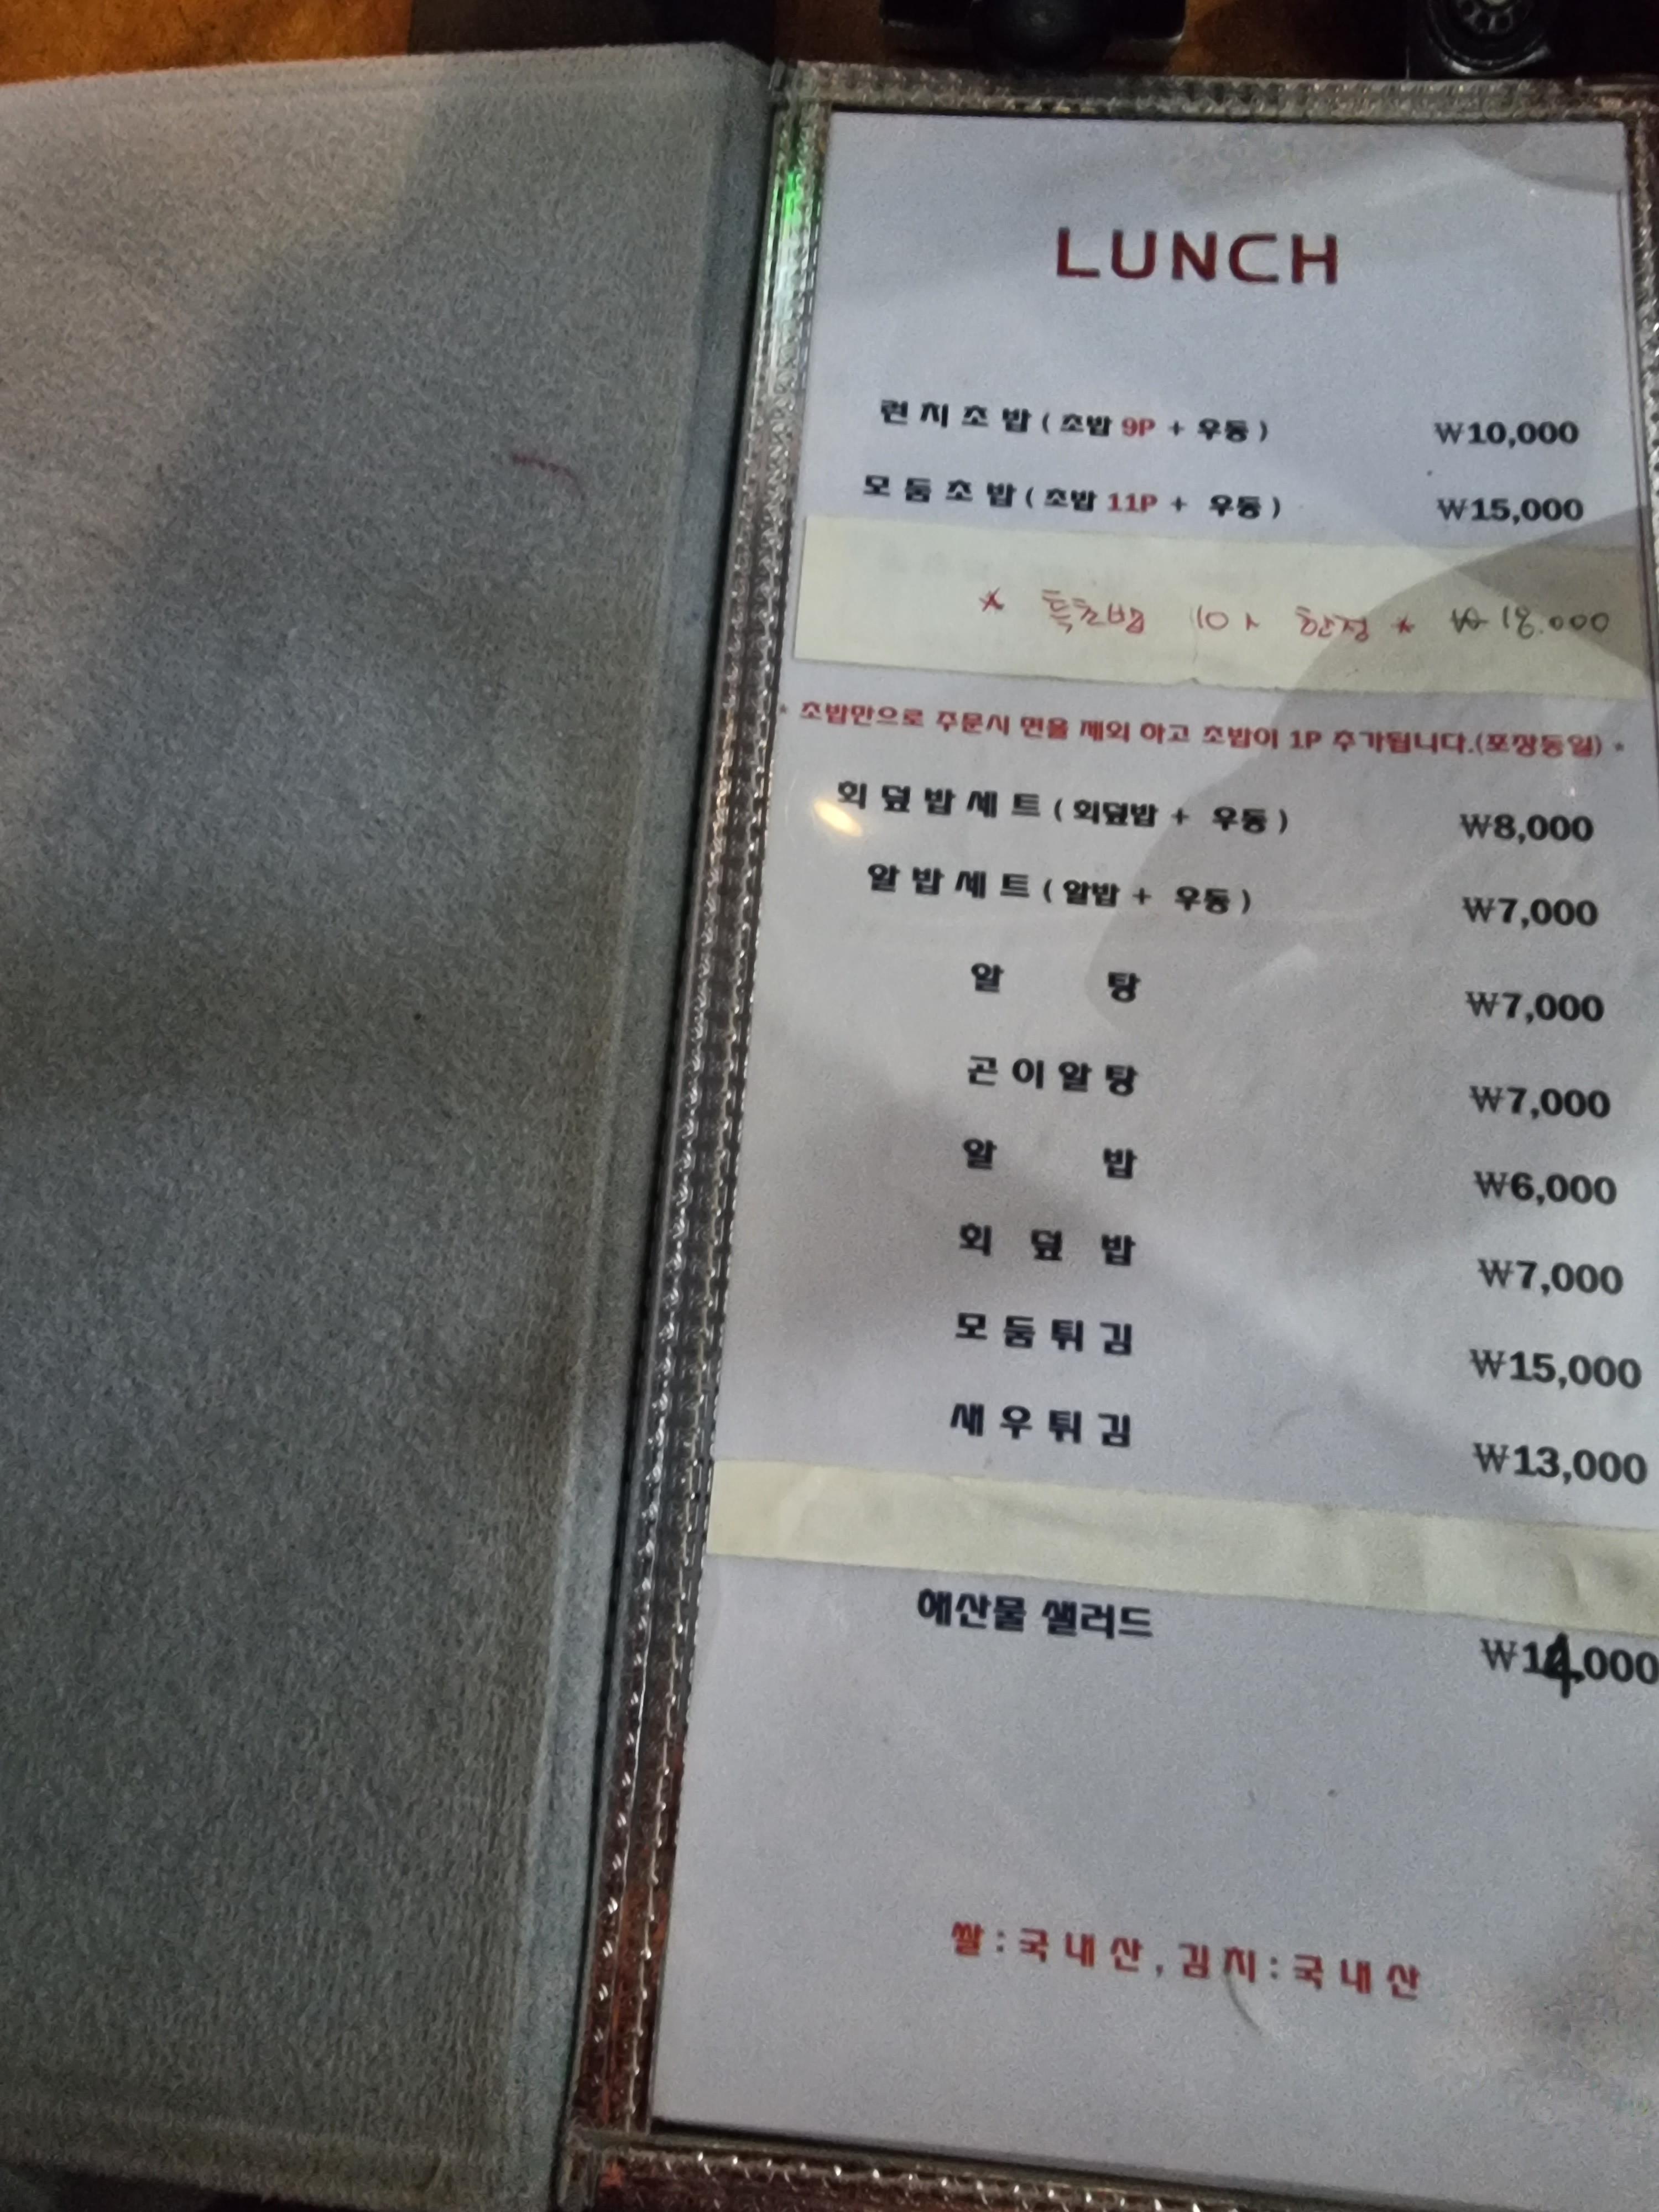 LUNCH
런치초밥 ( 초밥 9P + 우동 ) ₩10,000
모둠초밥 ( 초밥 11P + 우동 ) ₩15,000
* 특초밥 10人 한정 * ₩ 18.000
* 초밥만으로 주문시 면을 제외 하고 초밥이 1P 추가됩니다.(포장동일) *
회덮밥세트 ( 회덮밥 + 우동 ) ₩8,000
알밥세트 ( 알밥 + 우동 ) ₩7,000
알 탕 ₩7,000
곤이알탕 ₩7,000
알 밥 ₩6,000
회 덮 밥 ₩7,000
모둠튀김 ₩15,000
새우튀김 ₩13,000
해산물 샐러드 ₩14,000
쌀:국내산,김치:국내산